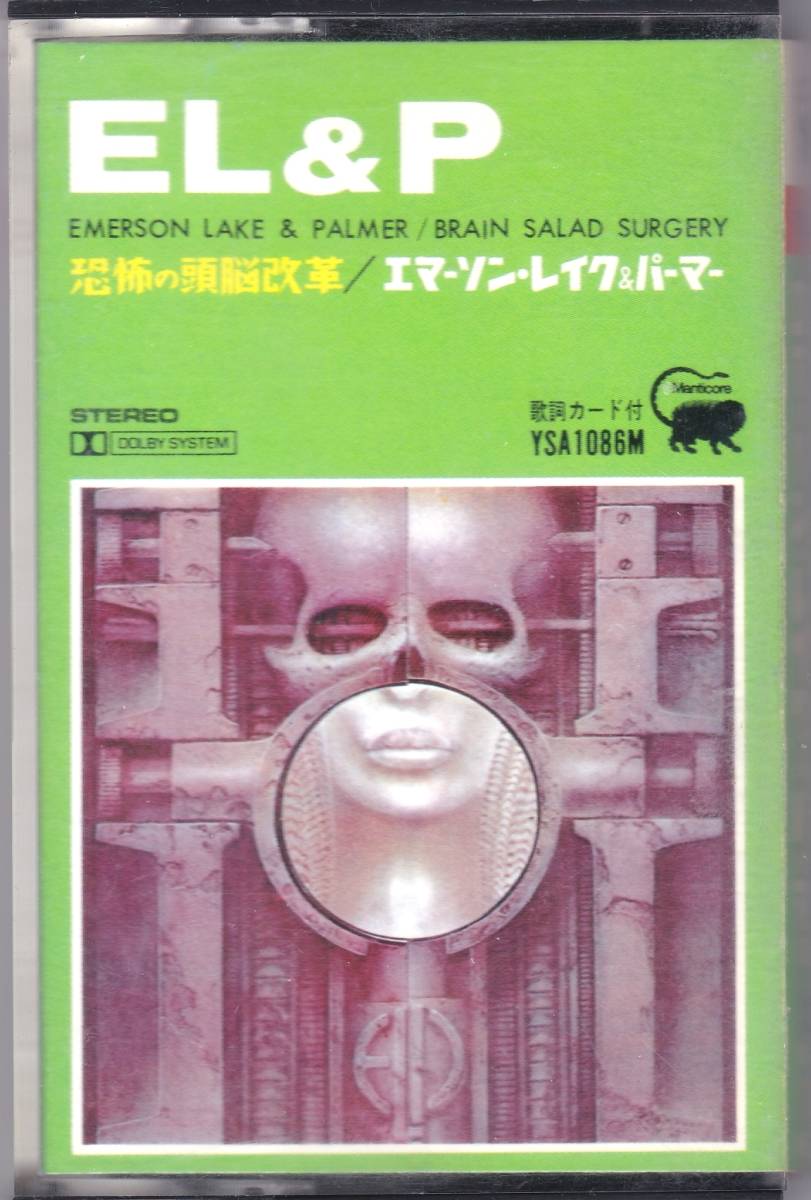 EL&P
EMERSON LAKE & PALMER / BRAIN SALAD SURGERY
恐怖の頭脳改革／エマーソン・レイク&パーマー
STEREO
DOLBY SYSTEM
歌詞カード付
YSA1086M
Manticore